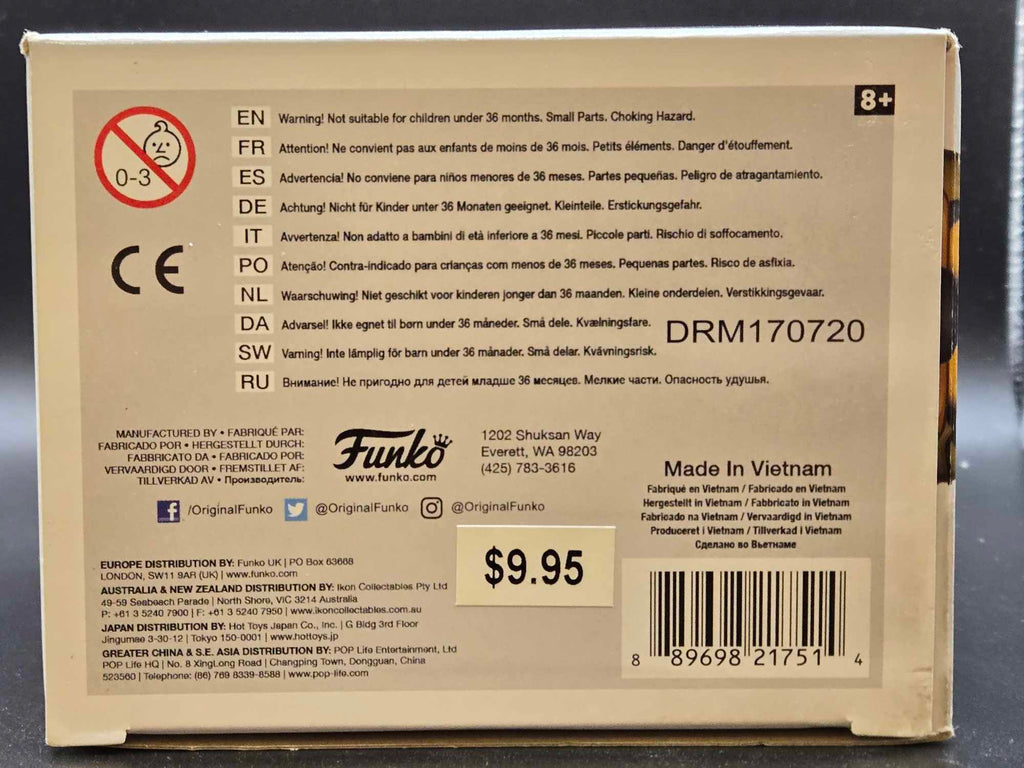 8+
0-3
EN Warning! Not suitable for children under 36 months. Small Parts. Choking Hazard.
FR Attention! Ne convient pas aux enfants de moins de 36 mois. Petits éléments. Danger d'étouffement.
ES Advertencia! No conviene para niños menores de 36 meses. Partes pequeñas. Peligro de atragantamiento.
DE Achtung! Nicht für Kinder unter 36 Monaten geeignet. Kleinteile. Erstickungsgefahr.
IT Avvertenza! Non adatto a bambini di età inferiore a 36 mesi. Piccole parti. Rischio di soffocamento.
CE
PO Atenção! Contra-indicado para crianças com menos de 36 meses. Pequenas partes. Risco de asfixia.
NL Waarschuwing! Niet geschikt voor kinderen jonger dan 36 maanden. Kleine onderdelen. Verstikkingsgevaar.
DA Advarsel! Ikke egnet til børn under 36 måneder. Små dele. Kvælningsfare.
DRM170720
SW Varning! Inte lämplig för barn under 36 månader. Små delar. Kvävningsrisk.
RU Внимание! Не пригодно для детей младше 36 месяцев. Мелкие части. Опасность удушья.
MANUFACTURED BY • FABRIQUÉ PAR:
FABRICADO POR • HERGESTELLT DURCH:
FABBRICATO DA • FABRICADO POR:
VERVAARDIGD DOOR • FREMSTILLET AF:
TILLVERKAD AV • Производитель:
Funko
www.funko.com
1202 Shuksan Way
Everett, WA 98203
(425) 783-3616
/OriginalFunko @OriginalFunko @OriginalFunko
Made In Vietnam
Fabriqué en Vietnam / Fabricado en Vietnam
Hergestellt in Vietnam / Fabbricato in Vietnam
Fabricado na Vietnam / Vervaardigd in Vietnam
Produceret i Vietnam / Tillverkad i Vietnam
Сделано во Вьетнаме
$9.95
EUROPE DISTRIBUTION BY: Funko UK | PO Box 63668
LONDON, SW11 9AR (UK) | www.funko.com
AUSTRALIA & NEW ZEALAND DISTRIBUTION BY: Ikon Collectables Pty Ltd
49-59 Seabeach Parade | North Shore, VIC 3214 Australia
P: +61 3 5240 7900 | F: +61 3 5240 7950 | www.ikoncollectables.com.au
JAPAN DISTRIBUTION BY: Hot Toys Japan Co., Inc. | G Bldg 3rd Floor
Jingumae 3-30-12 | Tokyo 150-0001 | www.hottoys.jp
GREATER CHINA & S.E. ASIA DISTRIBUTION BY: POP Life Entertainment, Ltd
POP Life HQ | No. 8 XingLong Road | Changping Town, Dongguan, China
523560 | Telephone: (86) 769 8339-8588 | www.pop-life.com
8 89698 21751 4